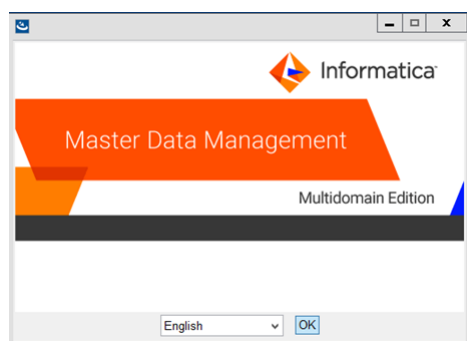 Informatica
Master Data Management
Multidomain Edition
English
OK